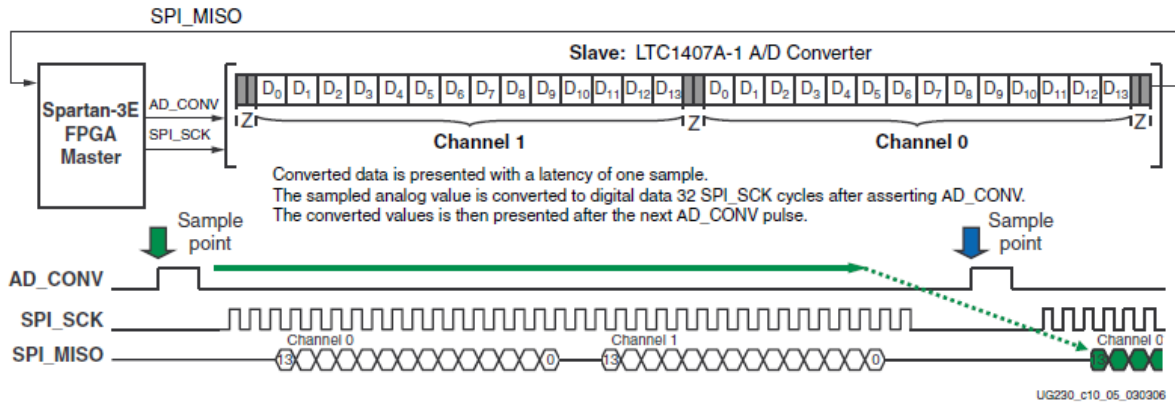 SPI_MISO
Slave: LTC1407A-1 A/D Converter
Spartan-3E
FPGA
Master
AD_CONV
SPI_SCK
D0 D1 D2 D3 D4 D5 D6 D7 D8 D9 D10 D11 D12 D13 D0 D1 D2 D3 D4 D5 D6 D7 D8 D9 D10 D11 D12 D13
Z Channel 1 Z Channel 0 Z
Converted data is presented with a latency of one sample.
The sampled analog value is converted to digital data 32 SPI_SCK cycles after asserting AD_CONV.
The converted values is then presented after the next AD_CONV pulse.
Sample
point
Sample
point
AD_CONV
SPI_SCK
Channel 0 Channel 1 Channel 0
SPI_MISO 13 0 13 0 13
UG230_c10_05_030306